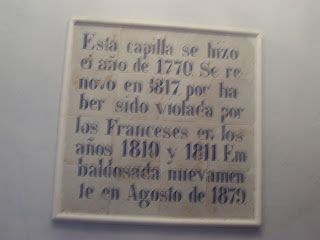 Esta capilla se hizo
el año de 1770 Se re
novo en 1817 por ha
ber sido violada por
los Franceses en los
años 1810 y 1811 Em
baldosada nuevamen
te en Agosto de 1879